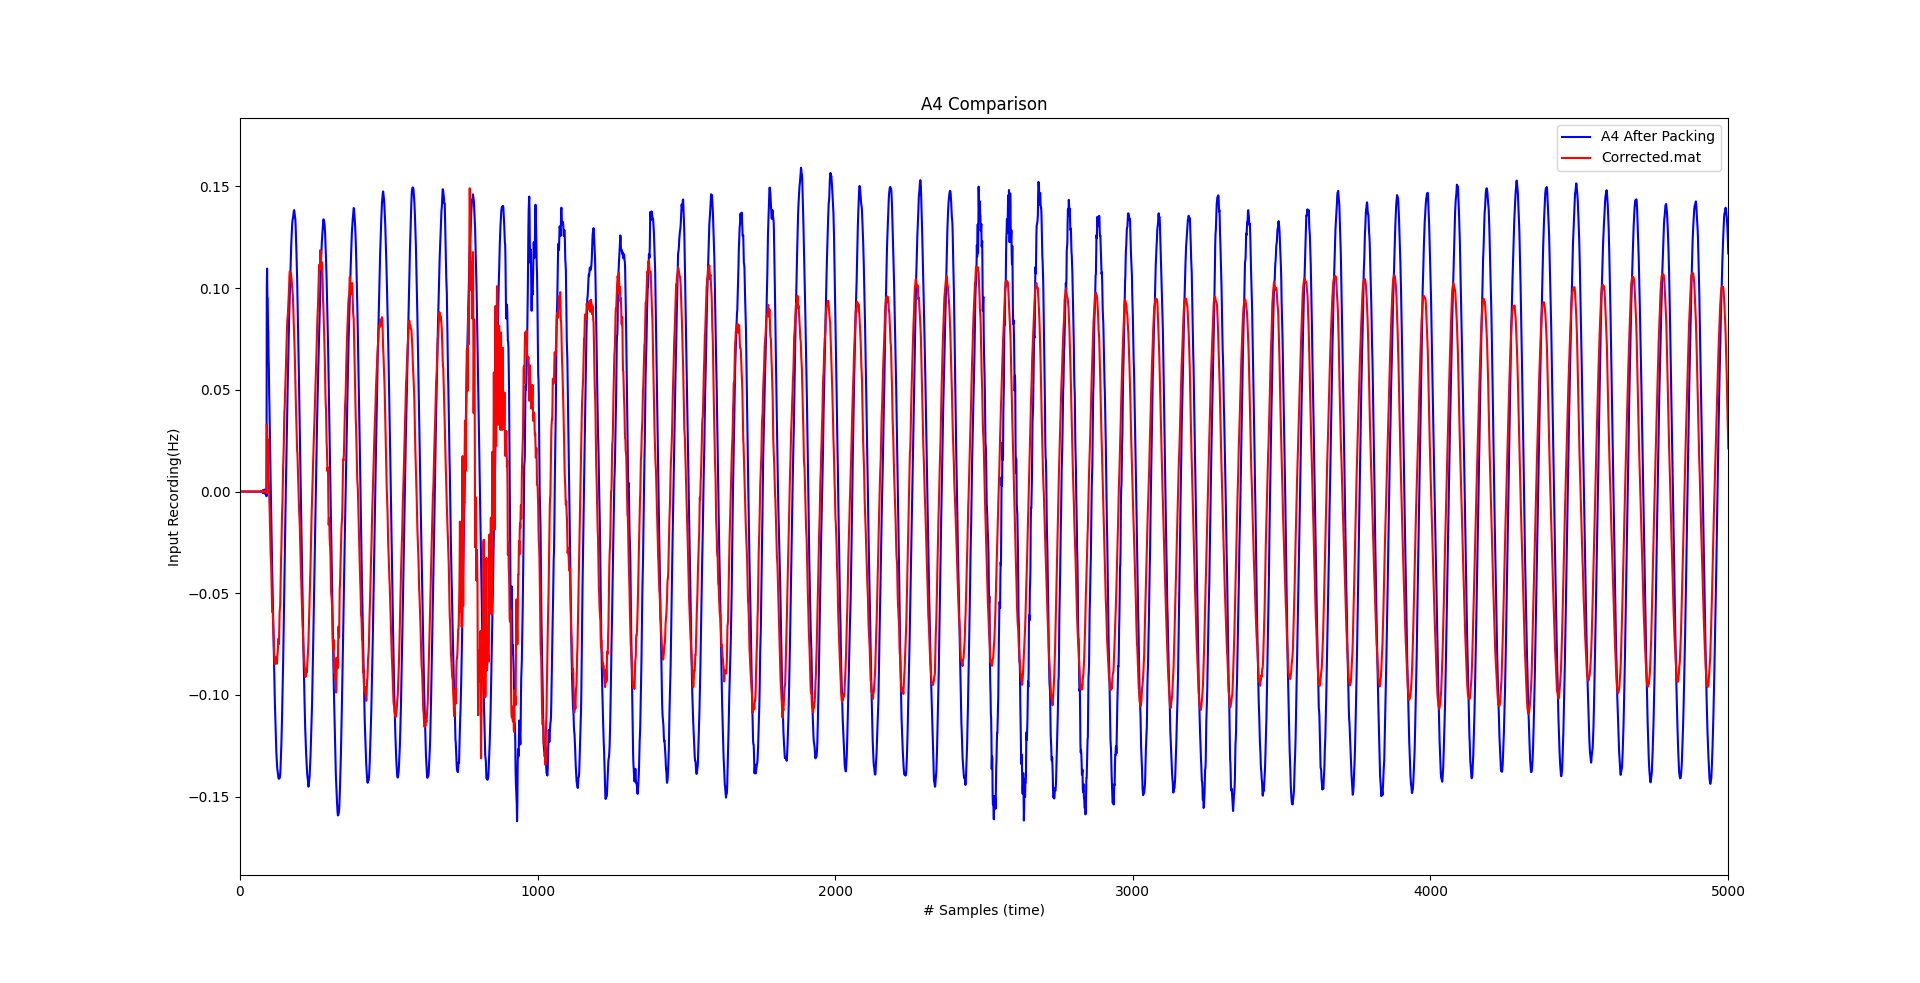 A4 Comparison
A4 After Packing
Corrected.mat
Input Recording(Hz)
0.15
0.10
0.05
0.00
−0.05
−0.10
−0.15
0 1000 2000 3000 4000 5000
# Samples (time)